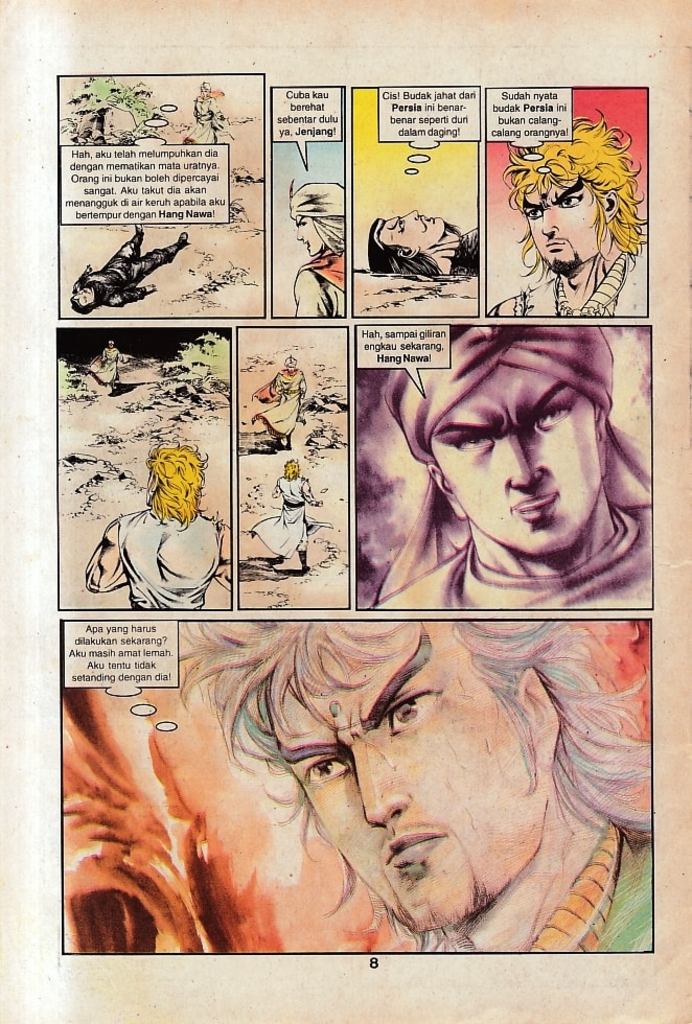 Hah, aku telah melumpuhkan dia
dengan mematikan mata uratnya.
Orang ini bukan boleh dipercayai
sangat. Aku takut dia akan
menangguk di air keruh apabila aku
bertempur dengan Hang Nawa!
Cuba kau
berehat
sebentar dulu
ya, Jenjang!
Cis! Budak jahat dari
Persia ini benar-
benar seperti duri
dalam daging!
Sudah nyata
budak Persia ini
bukan calang-
calang orangnya!
Hah, sampai giliran
engkau sekarang,
Hang Nawa!
Apa yang harus
dilakukan sekarang?
Aku masih amat lemah.
Aku tentu tidak
setanding dengan dia!
8